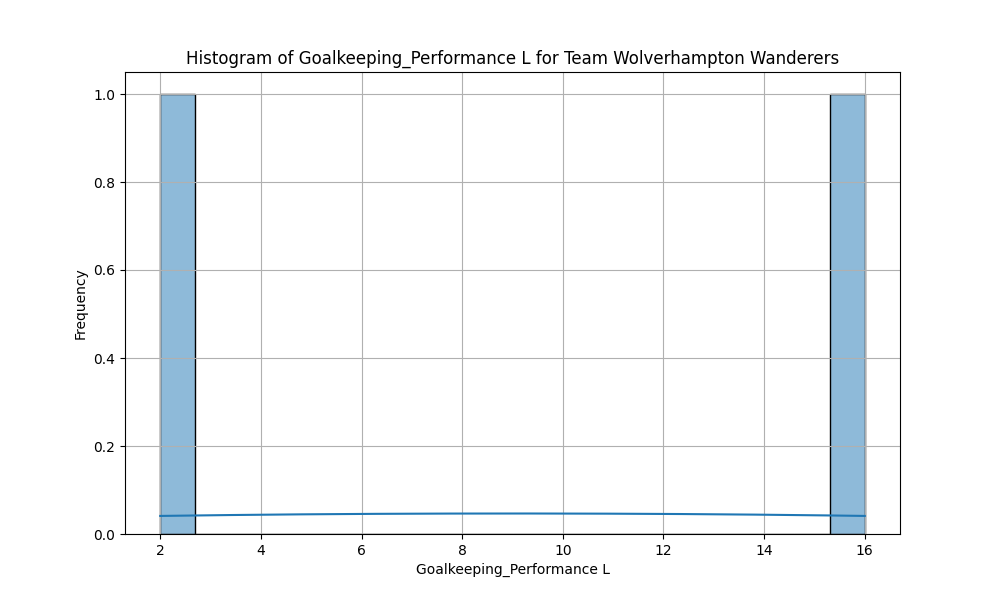 Histogram of Goalkeeping_Performance L for Team Wolverhampton Wanderers
1.0
0.8
0.6
0.4
0.2
0.0
Frequency
2 4 6 8 10 12 14 16
Goalkeeping_Performance L